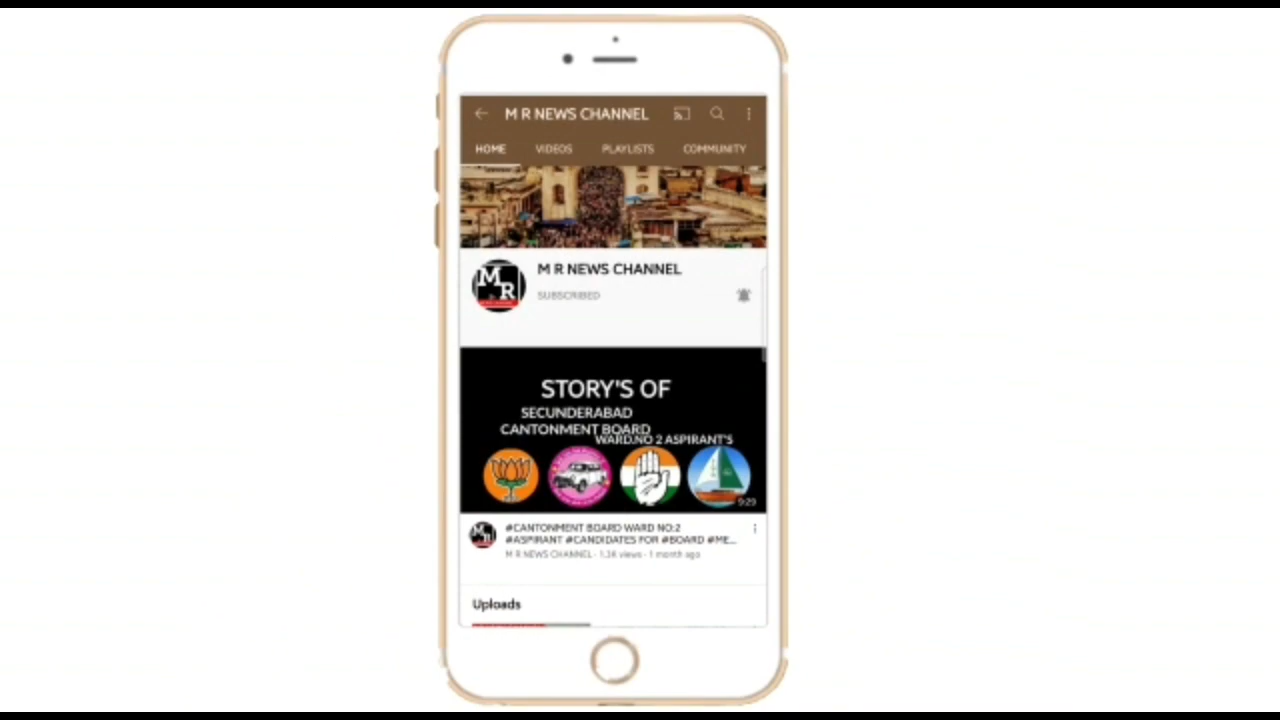 M R NEWS CHANNEL
HOME VIDEOS PLAYLISTS COMMUNITY
M R
M R NEWS CHANNEL
SUBSCRIBED
STORY'S OF
SECUNDERABAD
CANTONMENT BOARD
WARD.NO 2 ASPIRANT'S
9:29
#CANTONMENT BOARD WARD NO:2
#ASPIRANT #CANDIDATES FOR #BOARD #ME...
M R NEWS CHANNEL · 1.3K views · 1 month ago
Uploads